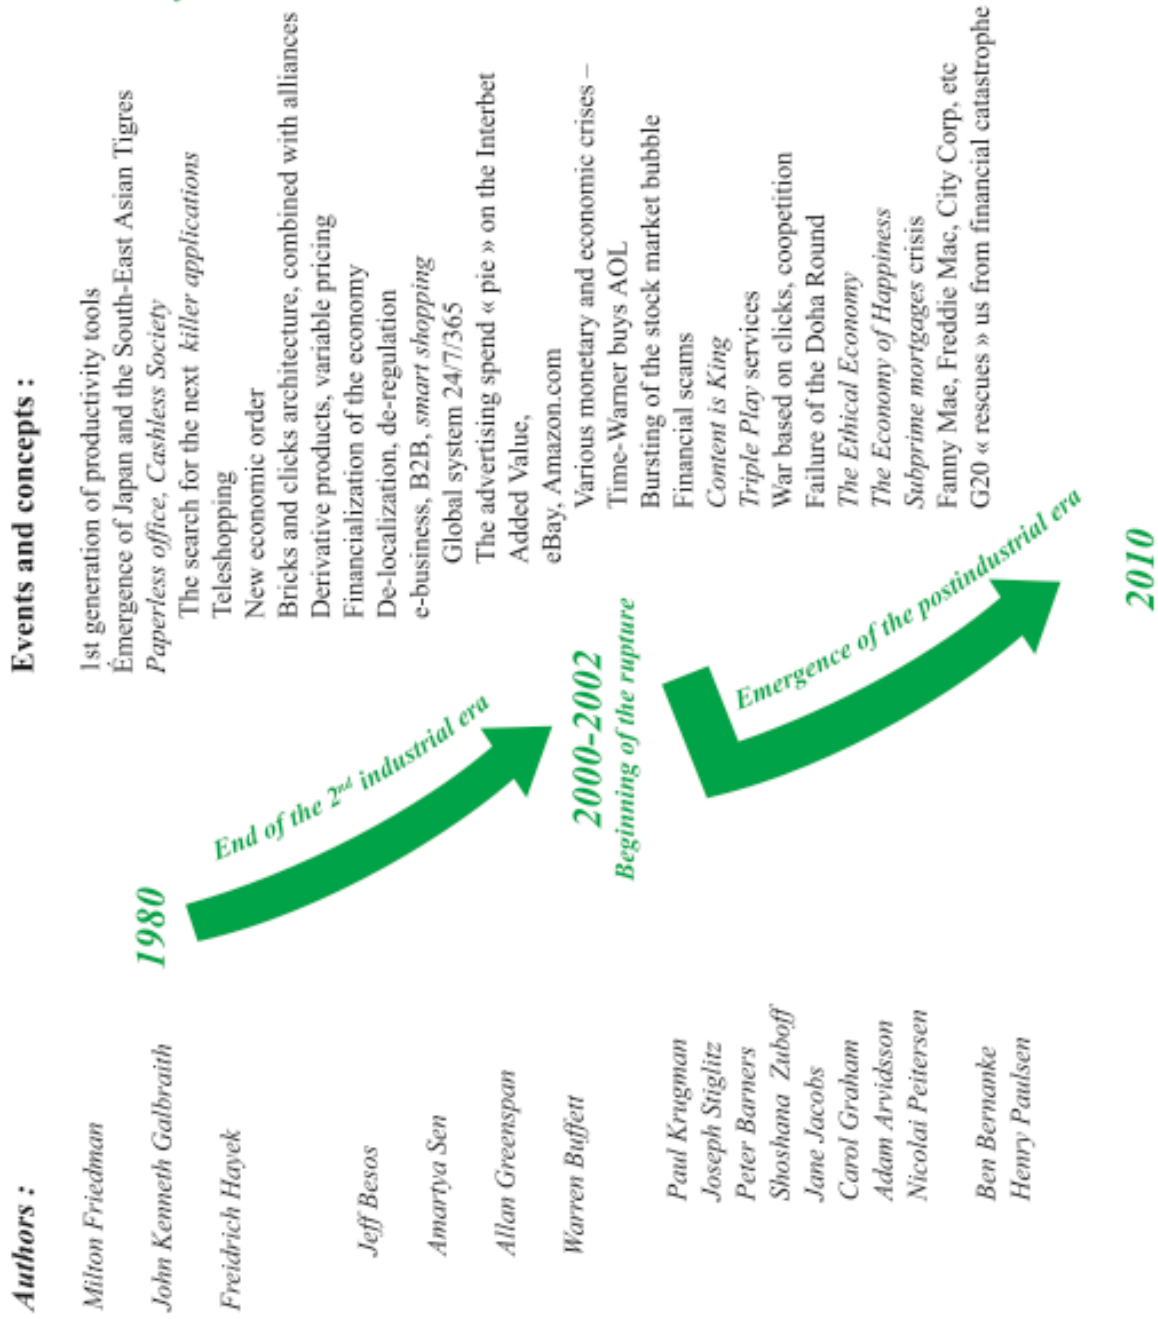 Authors :
Milton Friedman
John Kenneth Galbraith
Freidrich Hayek
Jeff Besos
Amartya Sen
Allan Greenspan
Warren Buffett
Paul Krugman
Joseph Stiglitz
Peter Barners
Shoshana Zuboff
Jane Jacobs
Carol Graham
Adam Arvidsson
Nicolai Peitersen
Ben Bernanke
Henry Paulsen
1980
End of the 2nd industrial era
2000-2002
Beginning of the rupture
Emergence of the postindustrial era
2010
Events and concepts :
1st generation of productivity tools
Émergence of Japan and the South-East Asian Tigres
Paperless office, Cashless Society
The search for the next killer applications
Teleshopping
New economic order
Bricks and clicks architecture, combined with alliances
Derivative products, variable pricing
Financialization of the economy
De-localization, de-regulation
e-business, B2B, smart shopping
Global system 24/7/365
The advertising spend « pie » on the Interbet
Added Value,
eBay, Amazon.com
Various monetary and economic crises –
Time-Warner buys AOL
Bursting of the stock market bubble
Financial scams
Content is King
Triple Play services
War based on clicks, coopetition
Failure of the Doha Round
The Ethical Economy
The Economy of Happiness
Subprime mortgages crisis
Fanny Mae, Freddie Mac, City Corp, etc
G20 « rescues » us from financial catastrophe